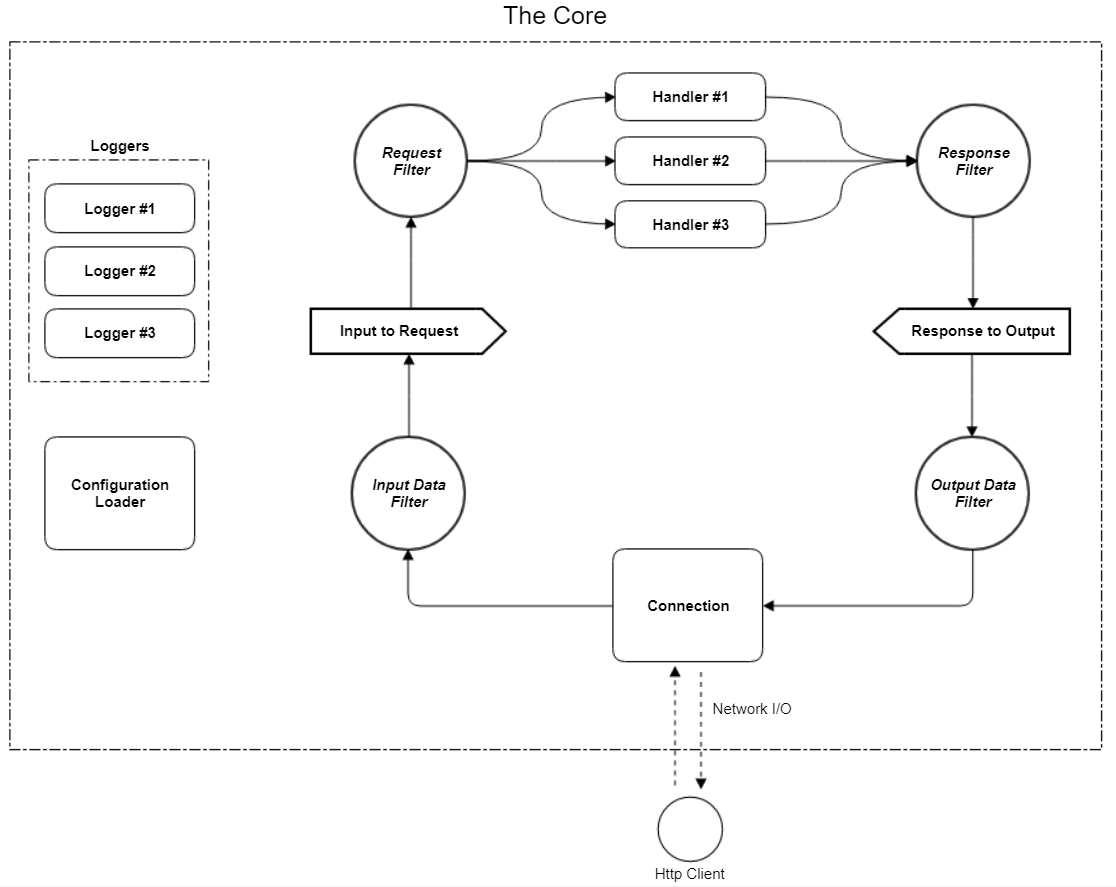 The Core
Loggers
Logger #1
Logger #2
Logger #3
Configuration
Loader
Request
Filter
Handler #1
Handler #2
Handler #3
Response
Filter
Input to Request
Response to Output
Input Data
Filter
Output Data
Filter
Connection
Network I/O
Http Client